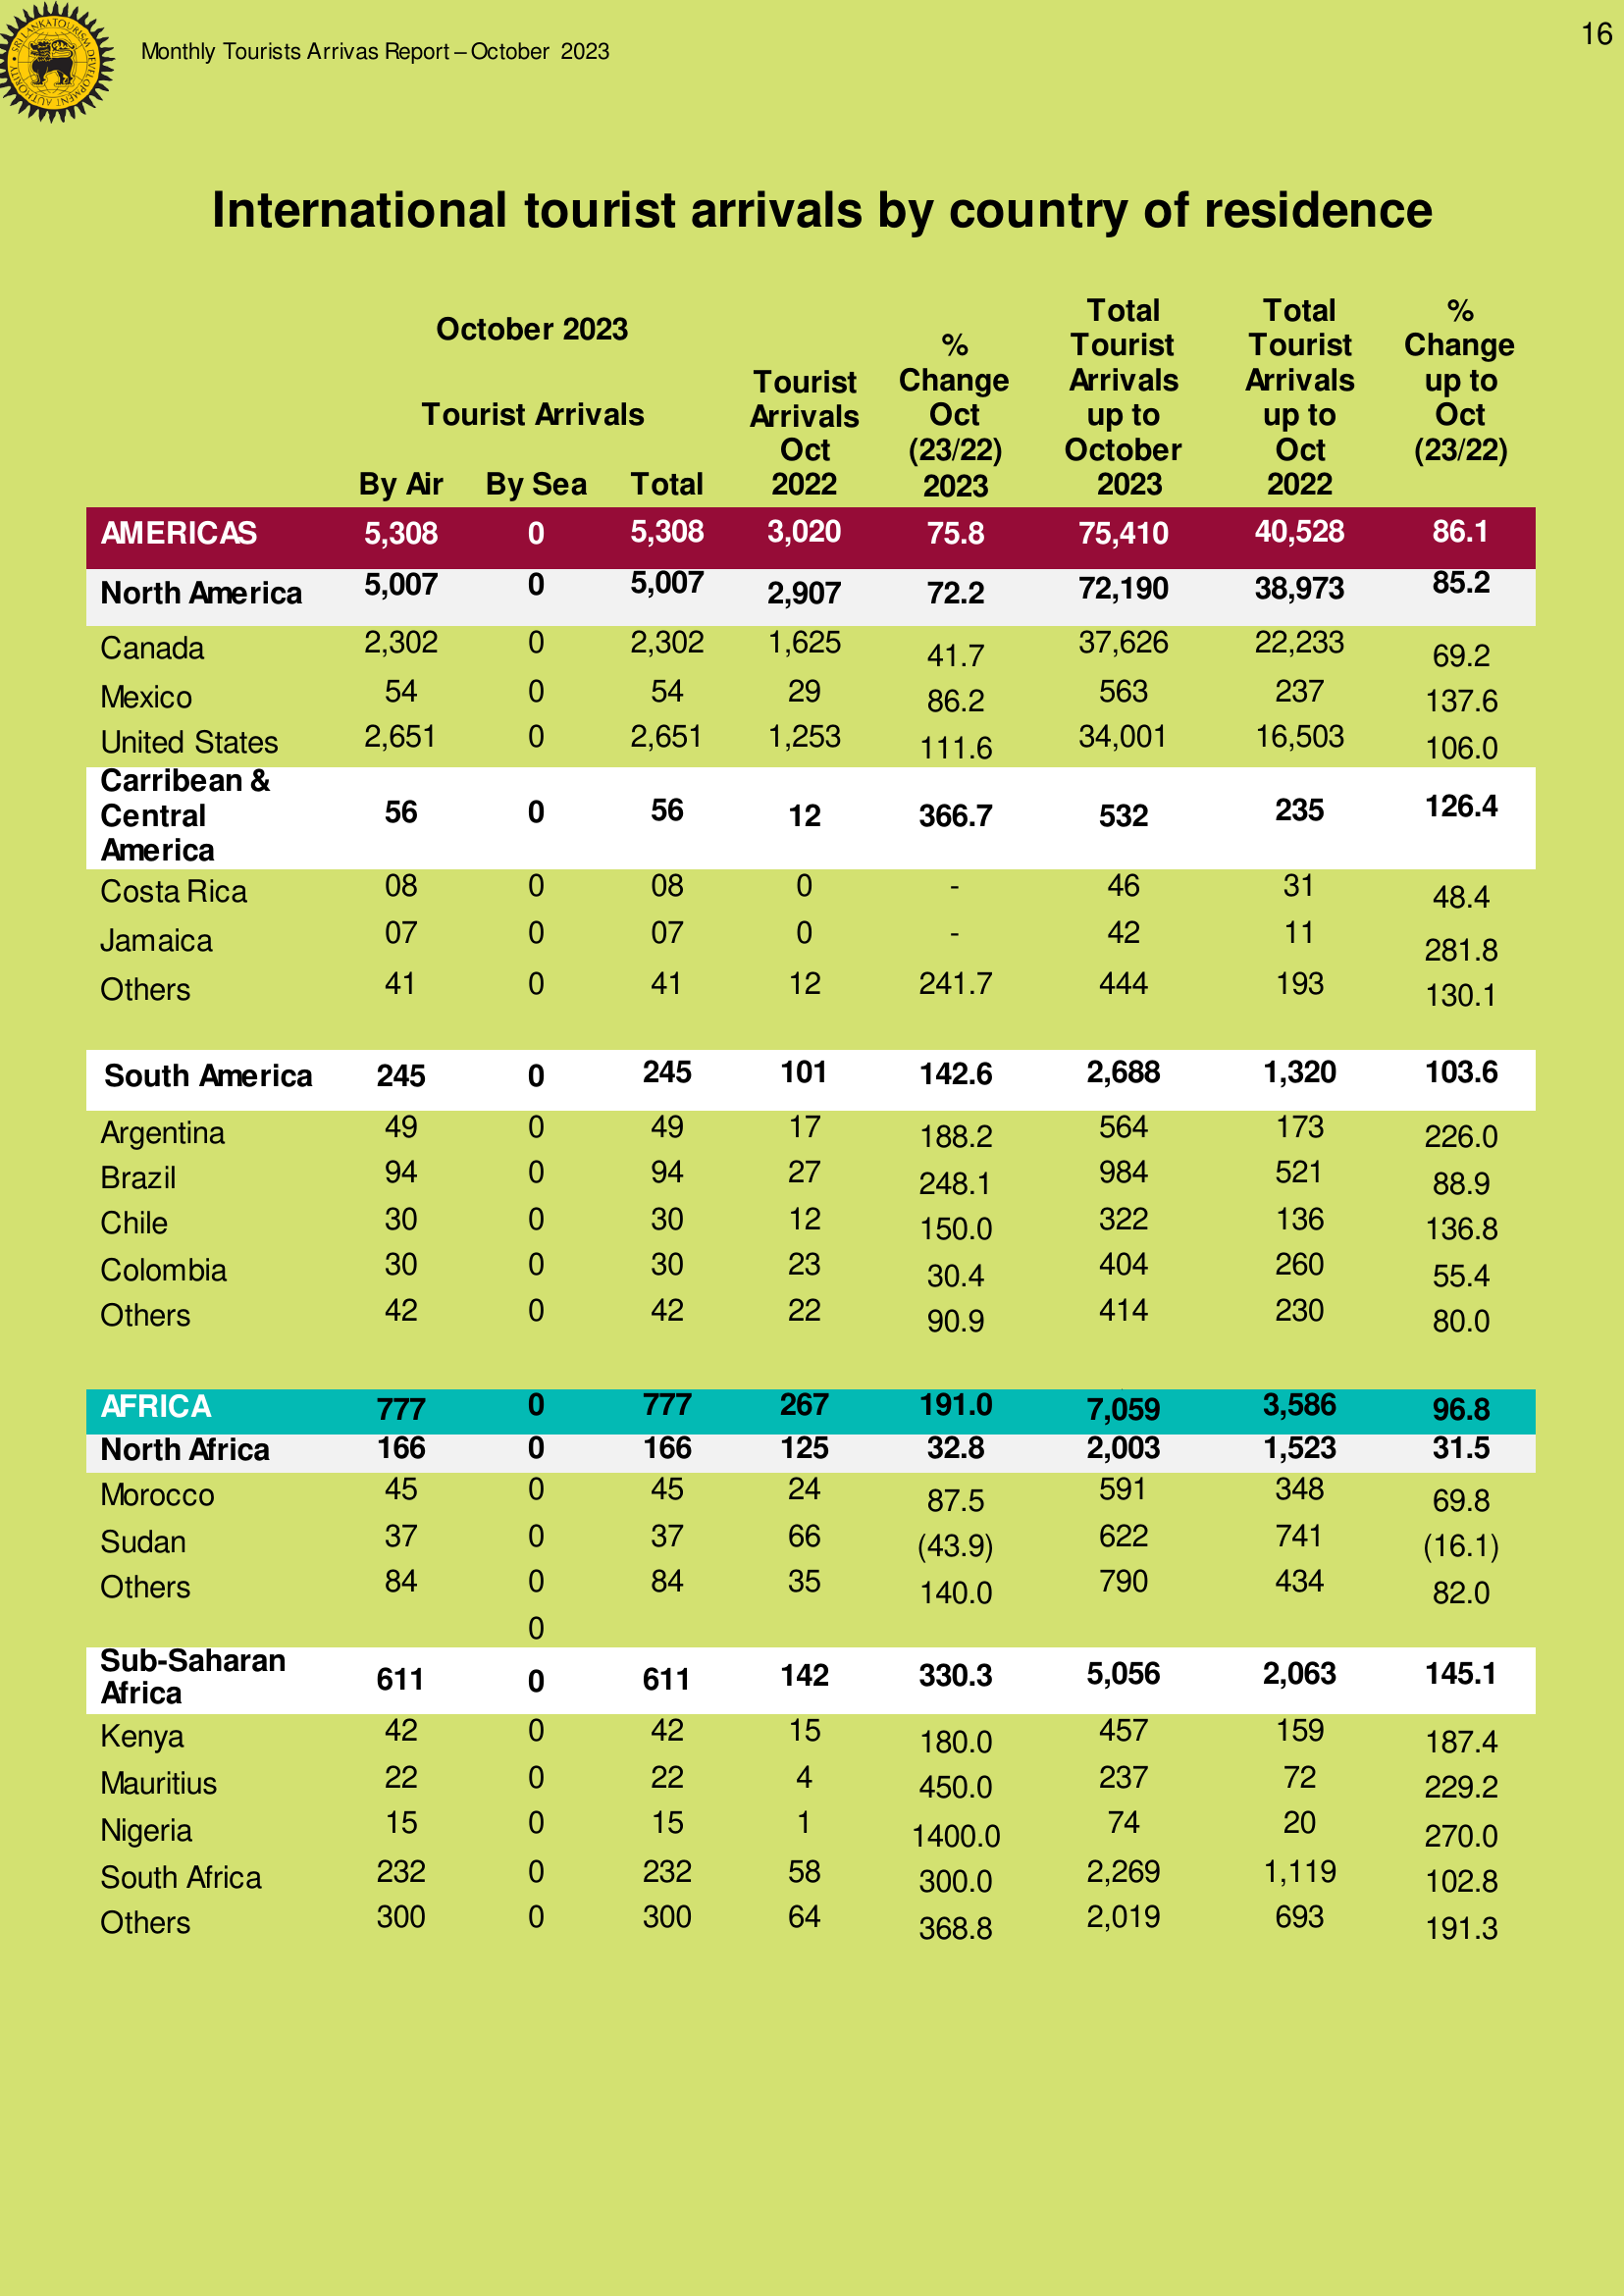 16
SRI LANKA TOURISM DEVELOPMENT AUTHORITY
Monthly Tourists Arrivas Report – October 2023
International tourist arrivals by country of residence
October 2023
Tourist Arrivals
By Air By Sea Total
Tourist
Arrivals
Oct
2022
%
Change
Oct
(23/22)
2023
Total
Tourist
Arrivals
up to
October
2023
Total
Tourist
Arrivals
up to
Oct
2022
%
Change
up to
Oct
(23/22)
AMERICAS 5,308 0 5,308 3,020 75.8 75,410 40,528 86.1
North America 5,007 0 5,007 2,907 72.2 72,190 38,973 85.2
Canada 2,302 0 2,302 1,625 41.7 37,626 22,233 69.2
Mexico 54 0 54 29 86.2 563 237 137.6
United States 2,651 0 2,651 1,253 111.6 34,001 16,503 106.0
Carribean &
Central
America
56 0 56 12 366.7 532 235 126.4
Costa Rica 08 0 08 0 - 46 31 48.4
Jamaica 07 0 07 0 - 42 11 281.8
Others 41 0 41 12 241.7 444 193 130.1
South America 245 0 245 101 142.6 2,688 1,320 103.6
Argentina 49 0 49 17 188.2 564 173 226.0
Brazil 94 0 94 27 248.1 984 521 88.9
Chile 30 0 30 12 150.0 322 136 136.8
Colombia 30 0 30 23 30.4 404 260 55.4
Others 42 0 42 22 90.9 414 230 80.0
AFRICA 777 0 777 267 191.0 7,059 3,586 96.8
North Africa 166 0 166 125 32.8 2,003 1,523 31.5
Morocco 45 0 45 24 87.5 591 348 69.8
Sudan 37 0 37 66 (43.9) 622 741 (16.1)
Others 84 0 84 35 140.0 790 434 82.0
0
Sub-Saharan
Africa
611 0 611 142 330.3 5,056 2,063 145.1
Kenya 42 0 42 15 180.0 457 159 187.4
Mauritius 22 0 22 4 450.0 237 72 229.2
Nigeria 15 0 15 1 1400.0 74 20 270.0
South Africa 232 0 232 58 300.0 2,269 1,119 102.8
Others 300 0 300 64 368.8 2,019 693 191.3